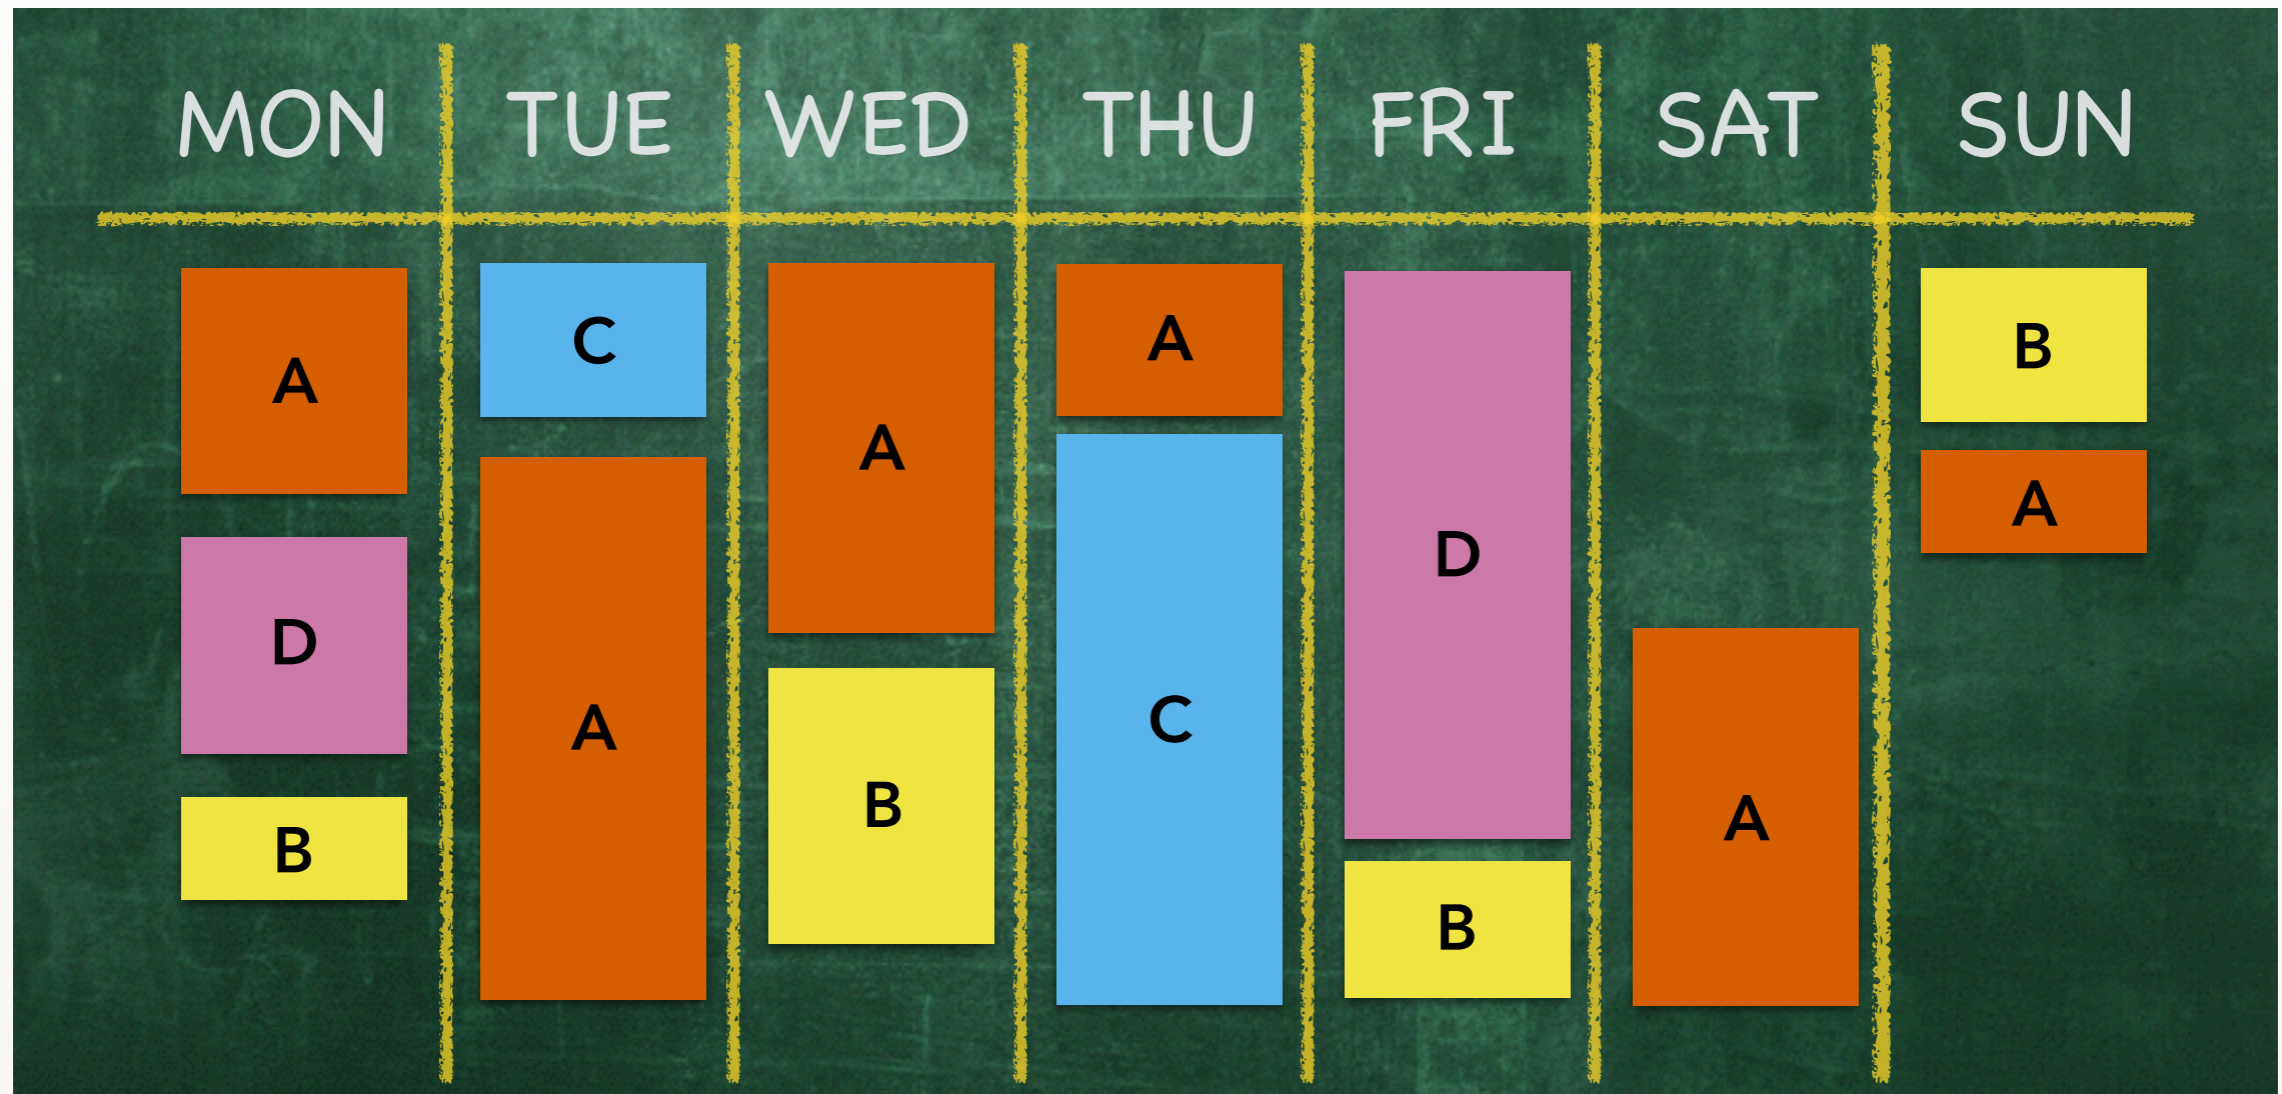 MON TUE WED THU FRI SAT SUN
A C A A D B
A
D A B C A
B B